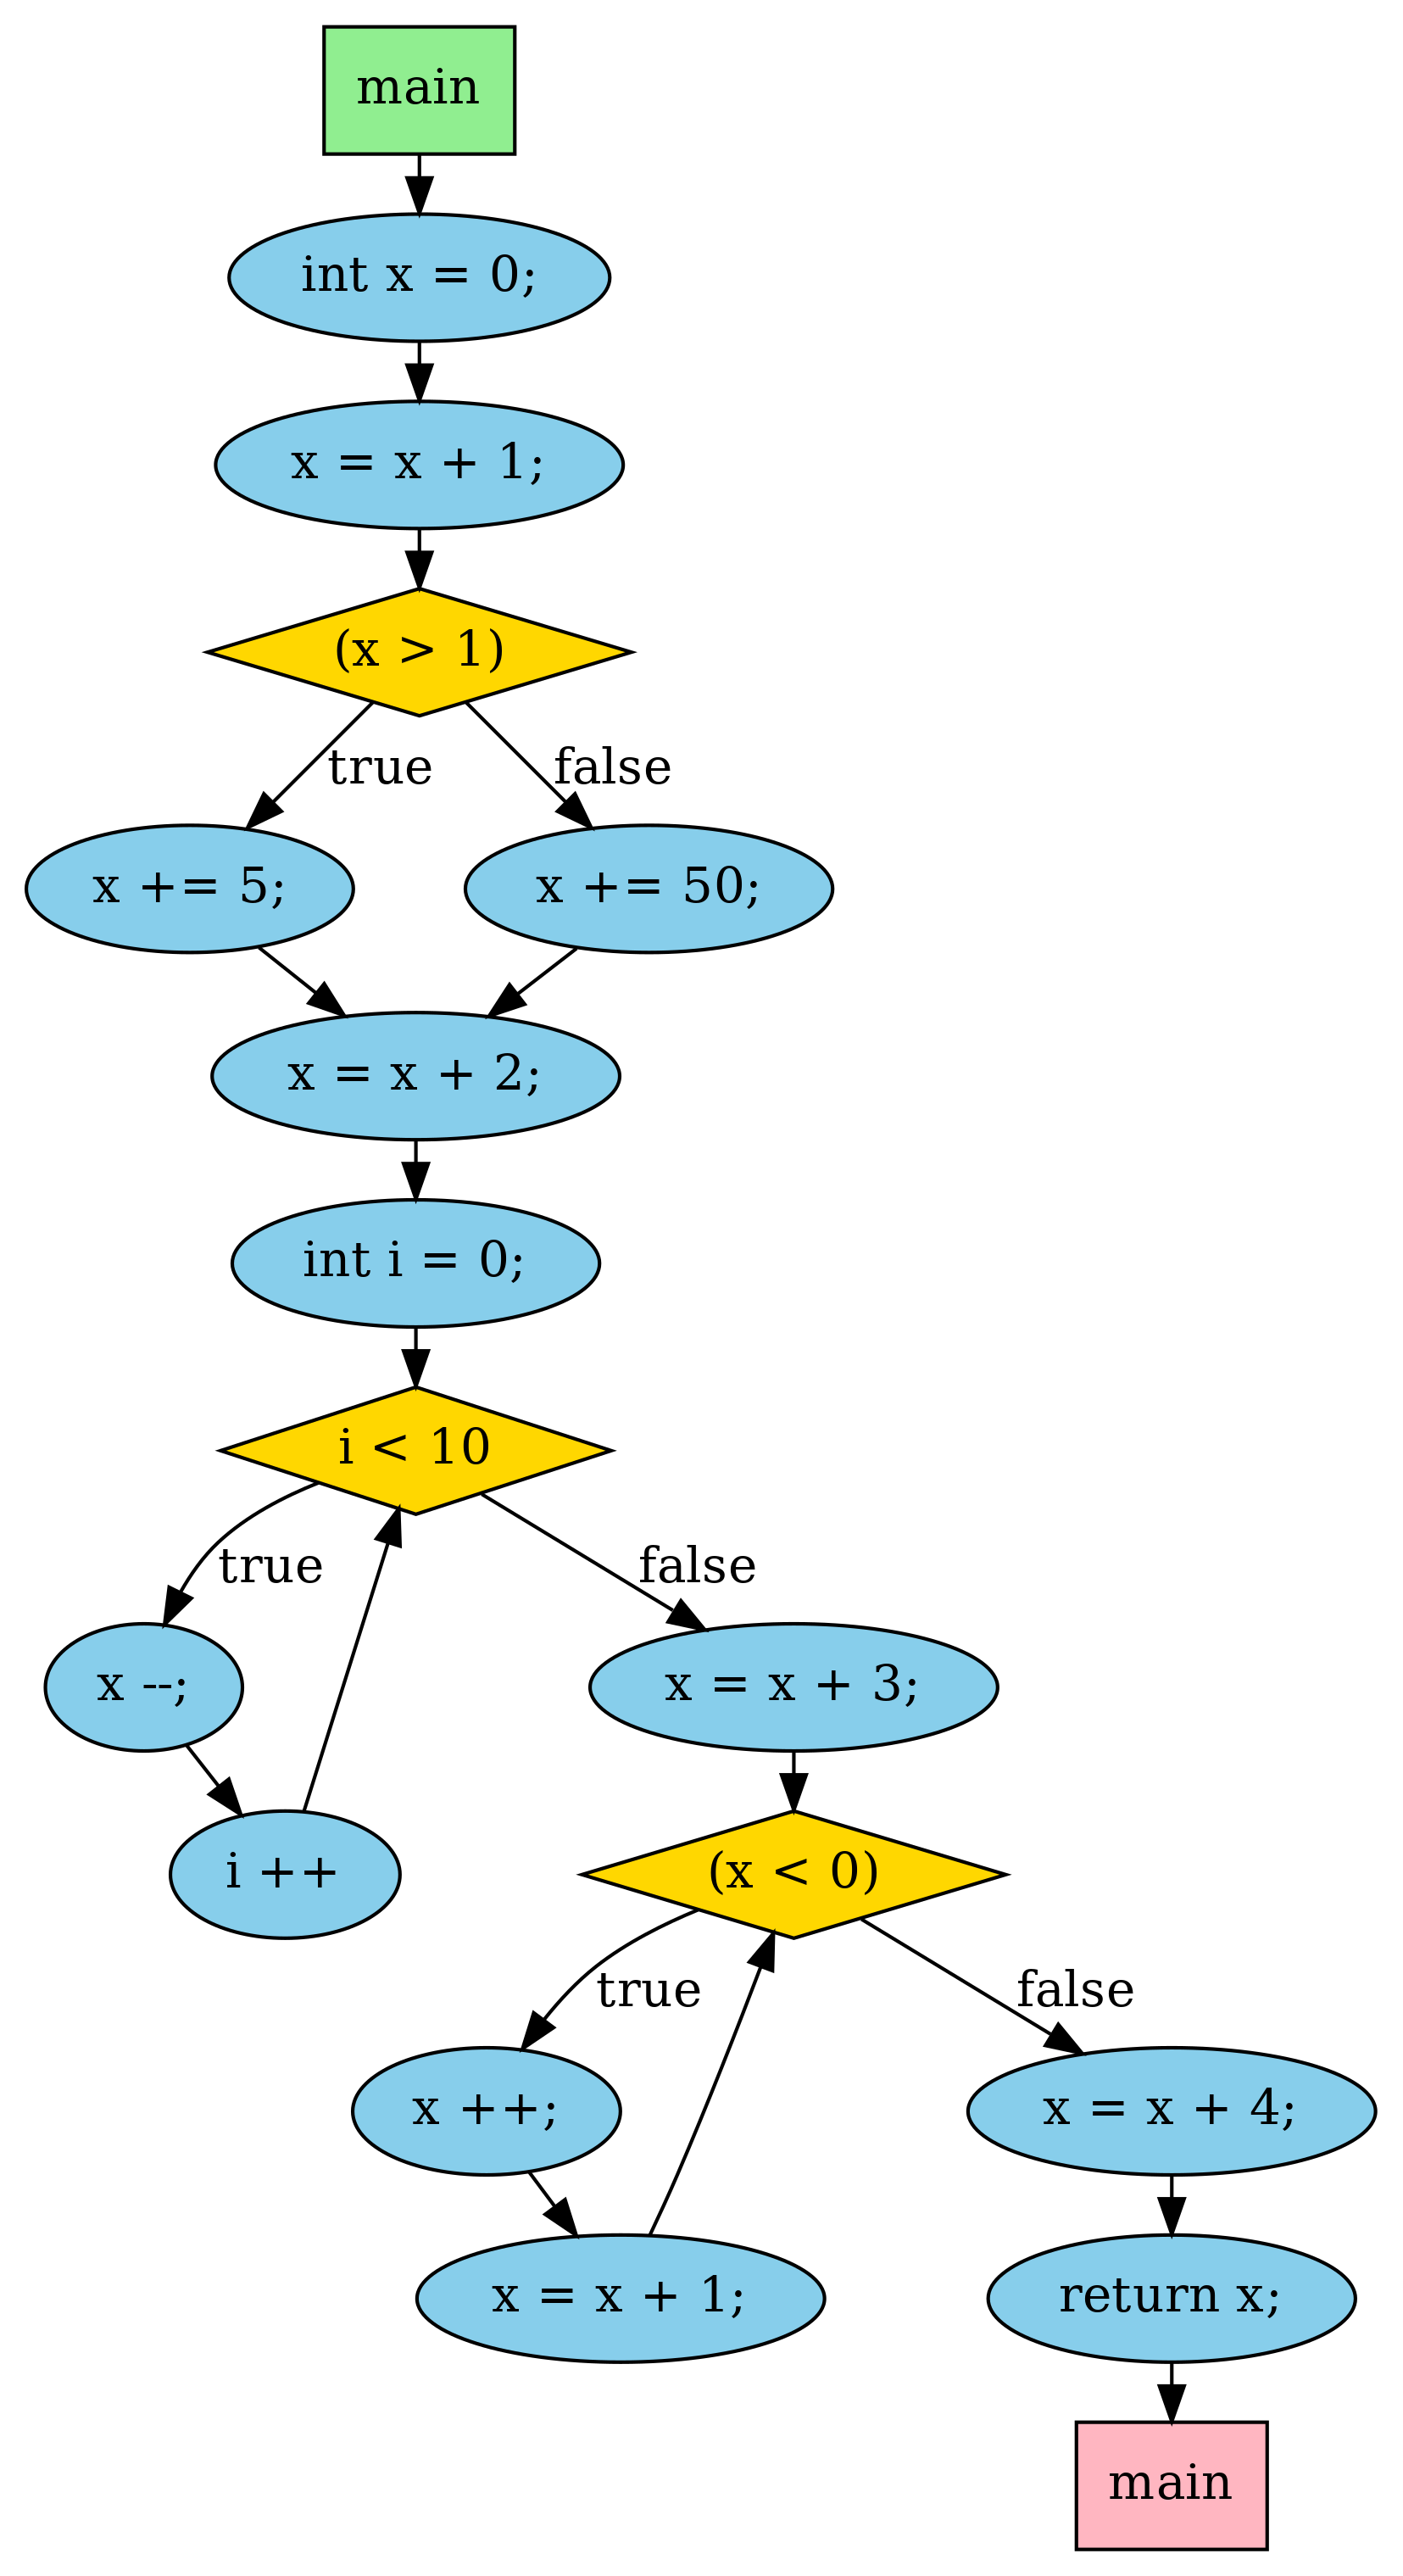 main
int x = 0;
x = x + 1;
(x > 1)
true
false
x += 5;
x += 50;
x = x + 2;
int i = 0;
i < 10
true
false
x --;
x = x + 3;
i ++
(x < 0)
true
false
x ++;
x = x + 4;
x = x + 1;
return x;
main